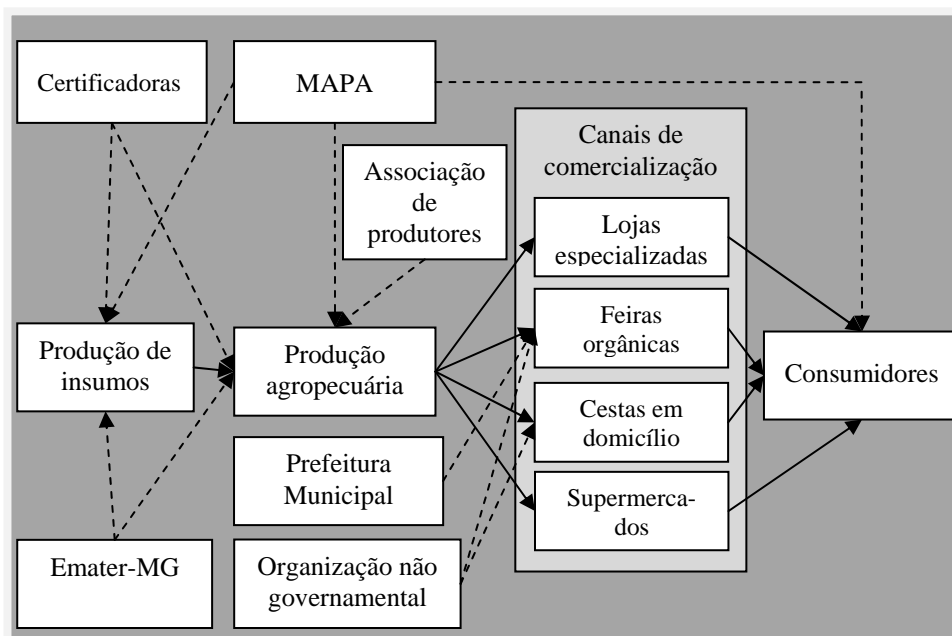 Certificadoras
MAPA
Canais de
comercialização
Associação
de
produtores
Lojas
especializadas
Feiras
orgânicas
Produção de
insumos
Produção
agropecuária
Consumidores
Cestas em
domicílio
Prefeitura
Municipal
Supermerca-
dos
Emater-MG
Organização não
governamental